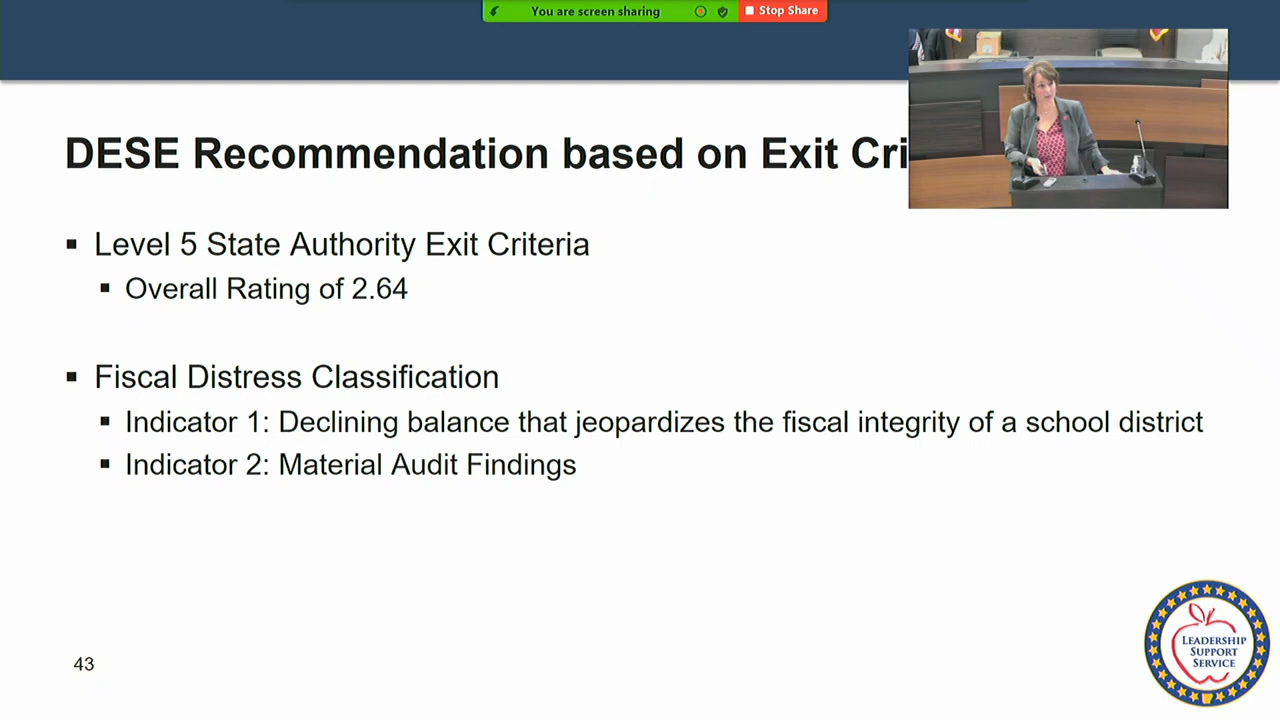 You are screen sharing
Stop Share
DESE Recommendation based on Exit Cri
▪ Level 5 State Authority Exit Criteria
▪ Overall Rating of 2.64
▪ Fiscal Distress Classification
▪ Indicator 1: Declining balance that jeopardizes the fiscal integrity of a school district
▪ Indicator 2: Material Audit Findings
43
LEADERSHIP
SUPPORT
SERVICE